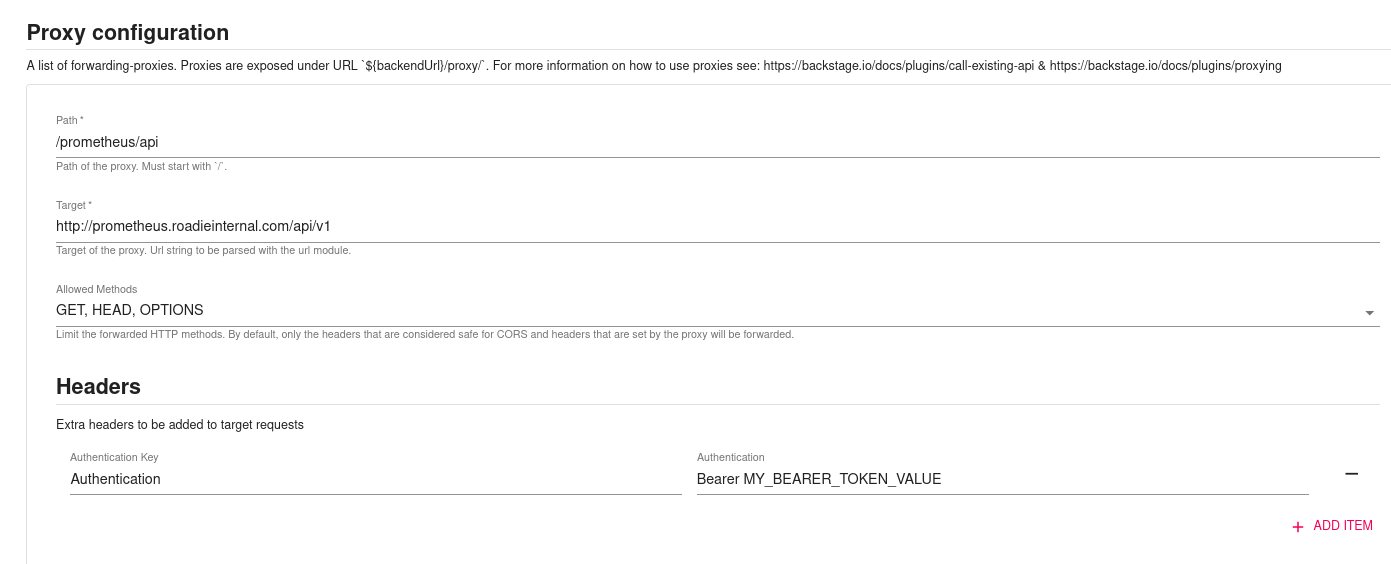 Proxy configuration
A list of forwarding-proxies. Proxies are exposed under URL `${backendUrl}/proxy/`. For more information on how to use proxies see: https://backstage.io/docs/plugins/call-existing-api & https://backstage.io/docs/plugins/proxying
Path *
/prometheus/api
Path of the proxy. Must start with `/`.
Target *
http://prometheus.roadieinternal.com/api/v1
Target of the proxy. Url string to be parsed with the url module.
Allowed Methods
GET, HEAD, OPTIONS
Limit the forwarded HTTP methods. By default, only the headers that are considered safe for CORS and headers that are set by the proxy will be forwarded.
Headers
Extra headers to be added to target requests
Authentication Key
Authentication
Authentication
Bearer MY_BEARER_TOKEN_VALUE
+ ADD ITEM